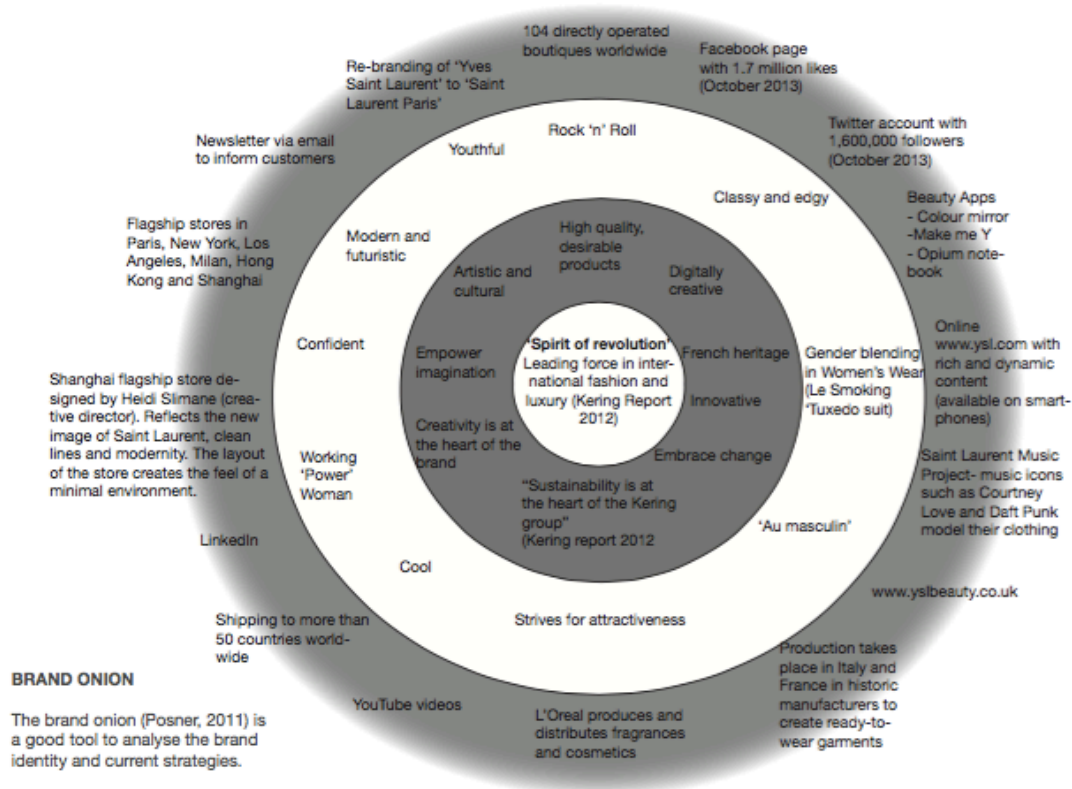 104 directly operated
boutiques worldwide
Facebook page
with 1.7 million likes
(October 2013)
Re-branding of 'Yves
Saint Laurent' to 'Saint
Laurent Paris'
Twitter account with
1,600,000 followers
(October 2013)
Newsletter via email
to inform customers
Rock 'n' Roll
Youthful
Classy and edgy
Beauty Apps
- Colour mirror
-Make me Y
- Opium note-
book
Flagship stores in
Paris, New York, Los
Angeles, Milan, Hong
Kong and Shanghai
Modern and
futuristic
High quality,
desirable
products
Artistic and
cultural
Digitally
creative
Confident
Empower
imagination
'Spirit of revolution'
Leading force in inter-
national fashion and
luxury (Kering Report
2012)
French heritage
Innovative
Gender blending
in Women's Wear
(Le Smoking
'Tuxedo suit)
Online
www.ysl.com with
rich and dynamic
content
(available on smart-
phones)
Shanghai flagship store de-
signed by Heidi Slimane (crea-
tive director). Reflects the new
image of Saint Laurent, clean
lines and modernity. The layout
of the store creates the feel of a
minimal environment.
Working
'Power'
Woman
Creativity is at
the heart of the
brand
Embrace change
"Sustainability is at
the heart of the Kering
group"
(Kering report 2012
Saint Laurent Music
Project- music icons
such as Courtney
Love and Daft Punk
model their clothing
'Au masculin'
LinkedIn
Cool
www.yslbeauty.co.uk
Shipping to more than
50 countries world-
wide
Strives for attractiveness
Production takes
place in Italy and
France in historic
manufacturers to
create ready-to-
wear garments
YouTube videos
L'Oreal produces and
distributes fragrances
and cosmetics
BRAND ONION
The brand onion (Posner, 2011) is
a good tool to analyse the brand
identity and current strategies.